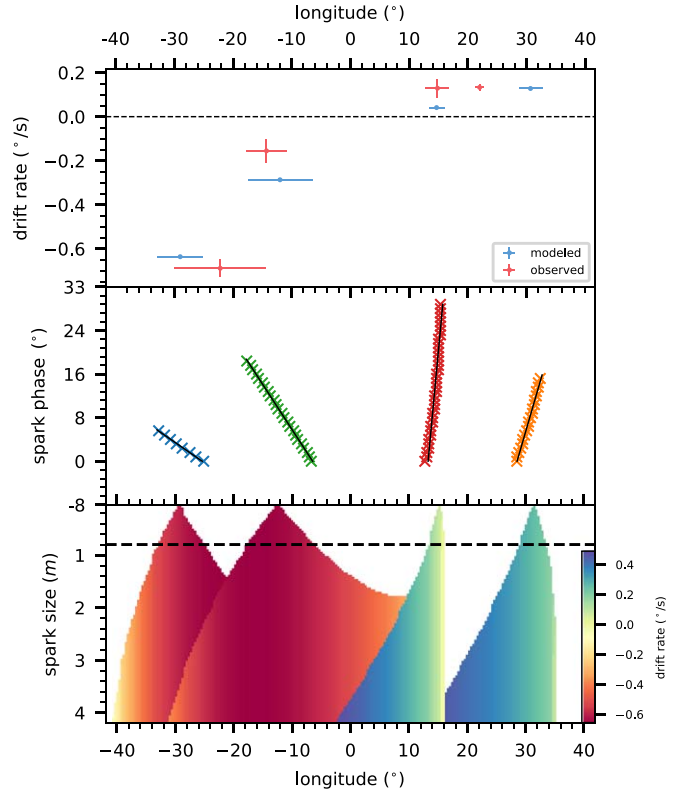 longitude (°)
-40 -30 -20 -10 0 10 20 30 40
0.2
0.0
−0.2
−0.4
−0.6
drift rate (°/s)
modeled
observed
33
24
16
8
0
-8
spark phase (°)
1
2
3
4
spark size (m)
0.4
0.2
0.0
−0.2
−0.4
−0.6
drift rate (°/s)
−40 −30 −20 −10 0 10 20 30 40
longitude (°)